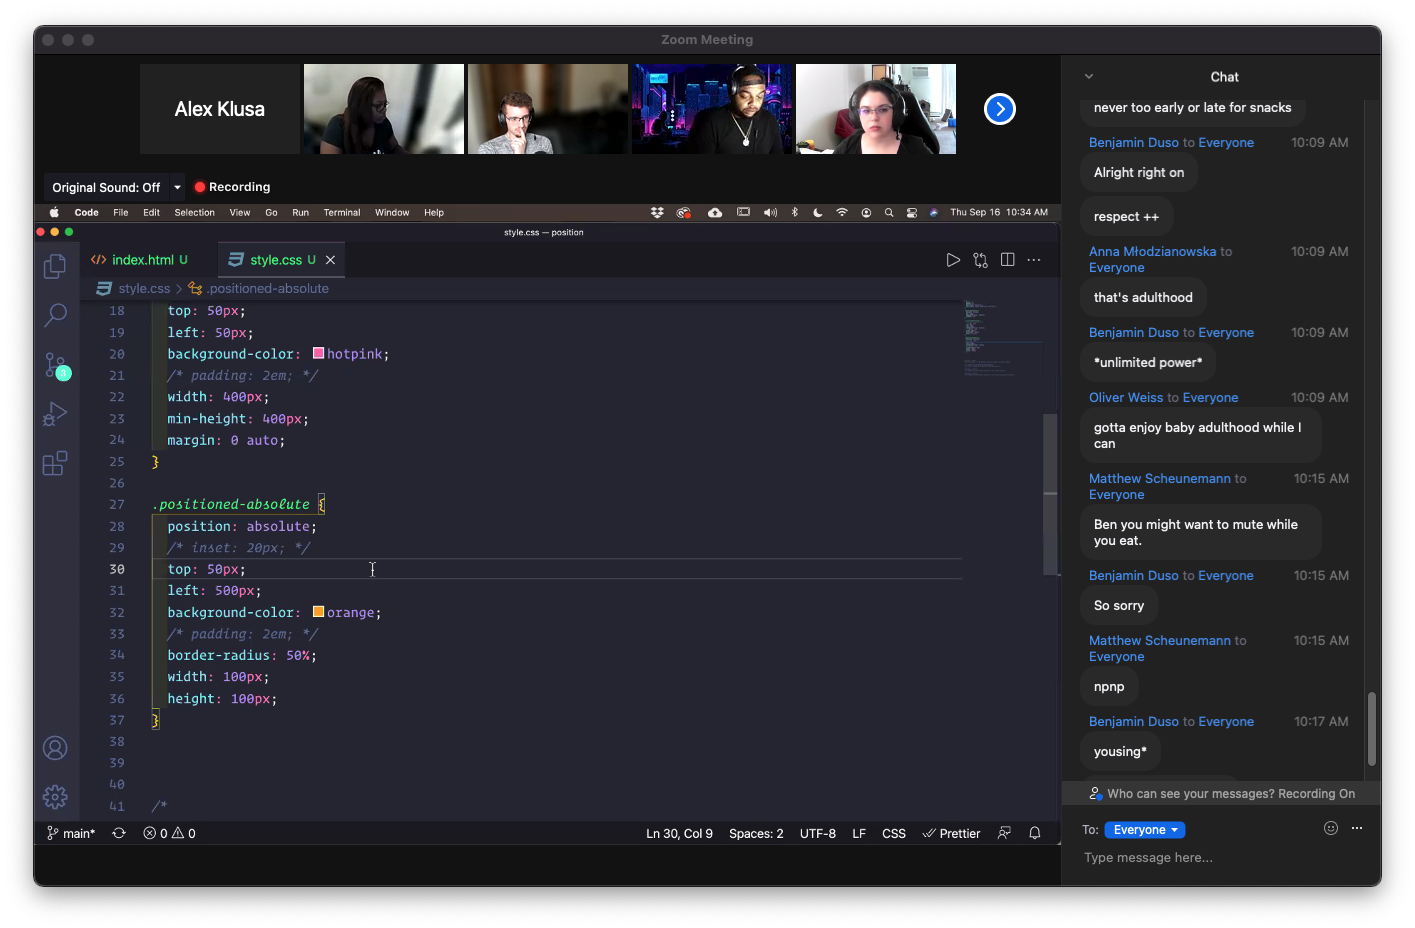 Zoom Meeting
Alex Klusa
Original Sound: Off
Recording
Code File Edit Selection View Go Run Terminal Window Help
Thu Sep 16 10:34 AM
style.css — position
index.html U
style.css U
style.css > .positioned-absolute
18 top: 50px;
19 left: 50px;
20 background-color: hotpink;
21 /* padding: 2em; */
22 width: 400px;
23 min-height: 400px;
24 margin: 0 auto;
25 }
26
27 .positioned-absolute {
28 position: absolute;
29 /* inset: 20px; */
30 top: 50px;
31 left: 500px;
32 background-color: orange;
33 /* padding: 2em; */
34 border-radius: 50%;
35 width: 100px;
36 height: 100px;
37 }
38
39
40
41 /*
3
main* 0 0
Ln 30, Col 9 Spaces: 2 UTF-8 LF CSS Prettier
Chat
never too early or late for snacks
Benjamin Duso to Everyone 10:09 AM
Alright right on
respect ++
Anna Młodzianowska to 10:09 AM
Everyone
that's adulthood
Benjamin Duso to Everyone 10:09 AM
*unlimited power*
Oliver Weiss to Everyone 10:09 AM
gotta enjoy baby adulthood while I
can
Matthew Scheunemann to 10:15 AM
Everyone
Ben you might want to mute while
you eat.
Benjamin Duso to Everyone 10:15 AM
So sorry
Matthew Scheunemann to 10:15 AM
Everyone
npnp
Benjamin Duso to Everyone 10:17 AM
yousing*
Who can see your messages? Recording On
To: Everyone
Type message here...